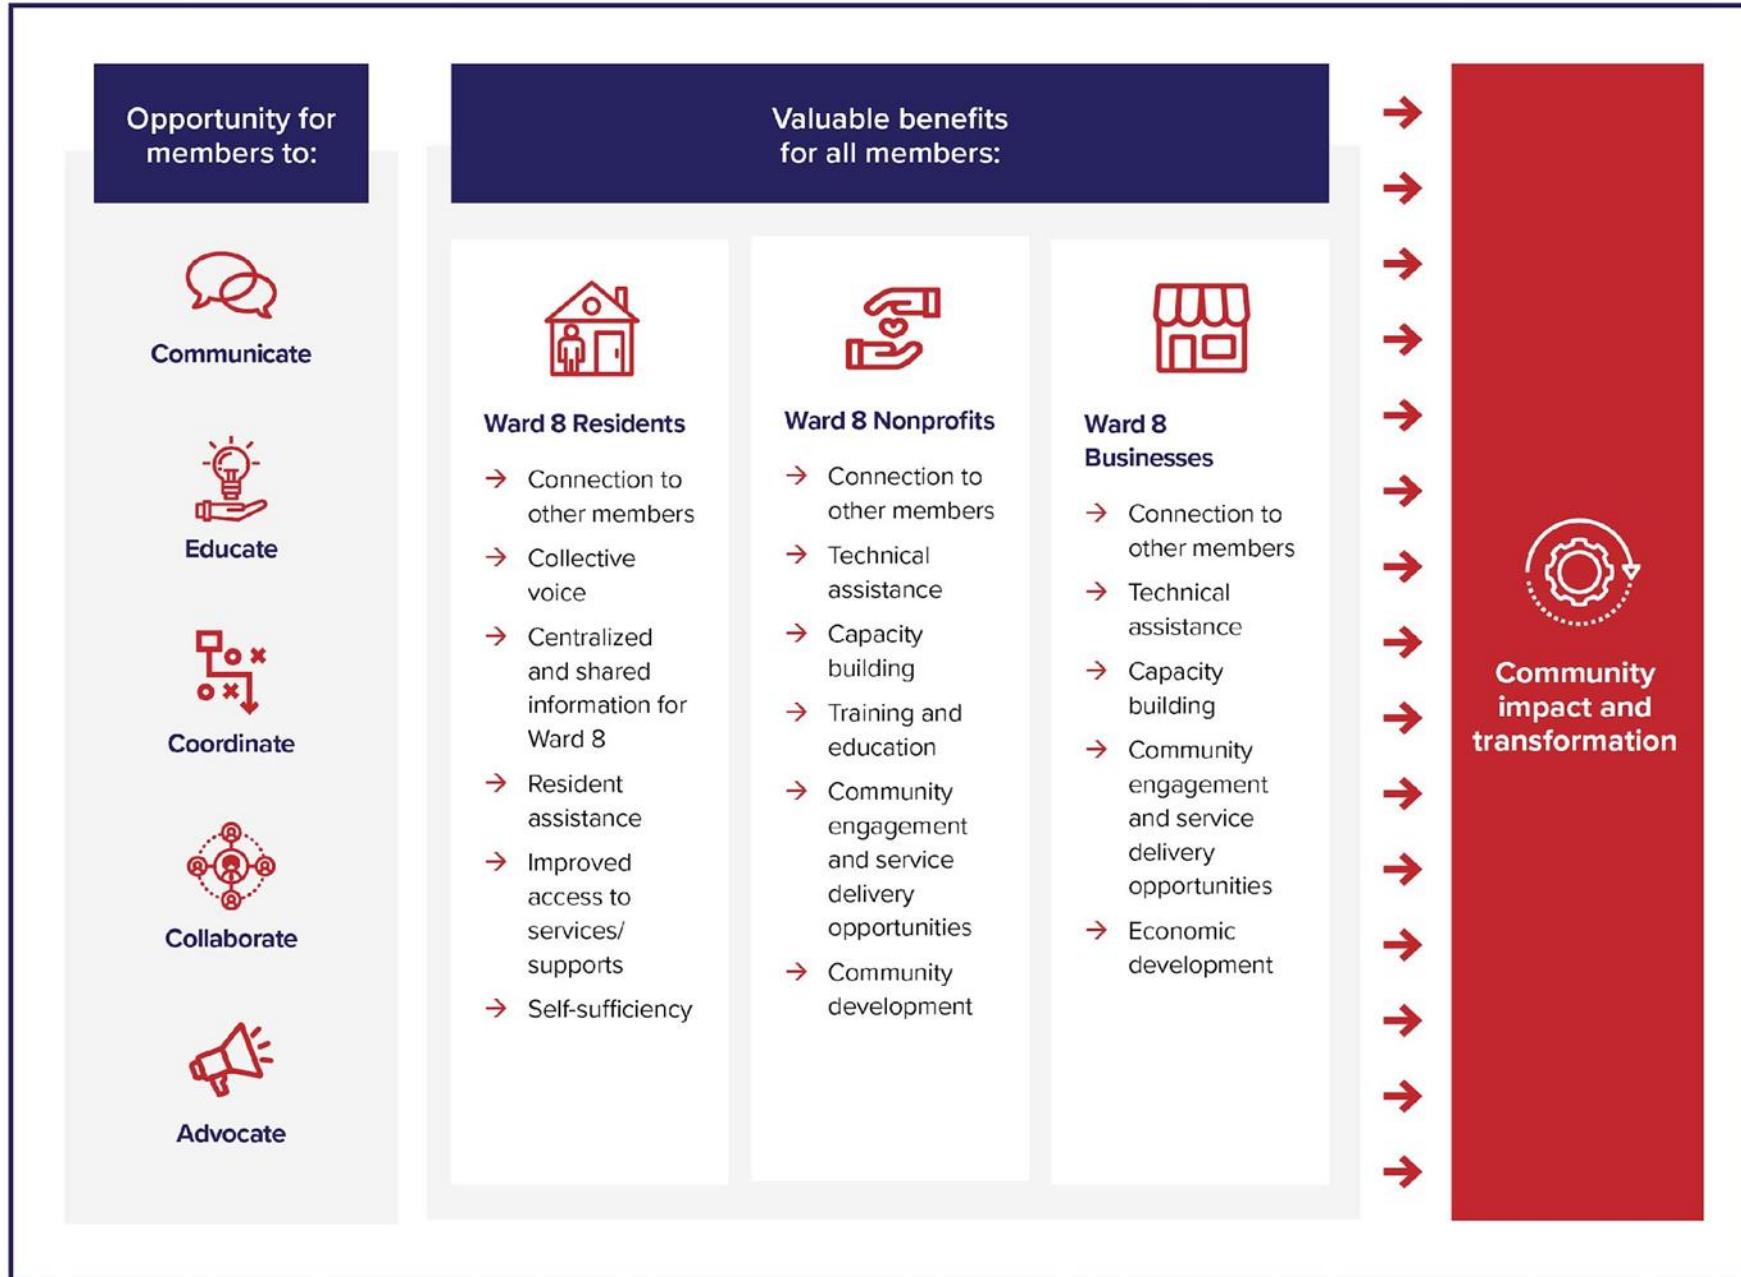 Opportunity for
members to:
Communicate
Educate
Coordinate
Collaborate
Advocate
Valuable benefits
for all members:
Ward 8 Residents
→ Connection to
other members
→ Collective
voice
→ Centralized
and shared
information for
Ward 8
→ Resident
assistance
→ Improved
access to
services/
supports
→ Self-sufficiency
Ward 8 Nonprofits
→ Connection to
other members
→ Technical
assistance
→ Capacity
building
→ Training and
education
→ Community
engagement
and service
delivery
opportunities
→ Community
development
Ward 8
Businesses
→ Connection to
other members
→ Technical
assistance
→ Capacity
building
→ Community
engagement
and service
delivery
opportunities
→ Economic
development
Community
impact and
transformation